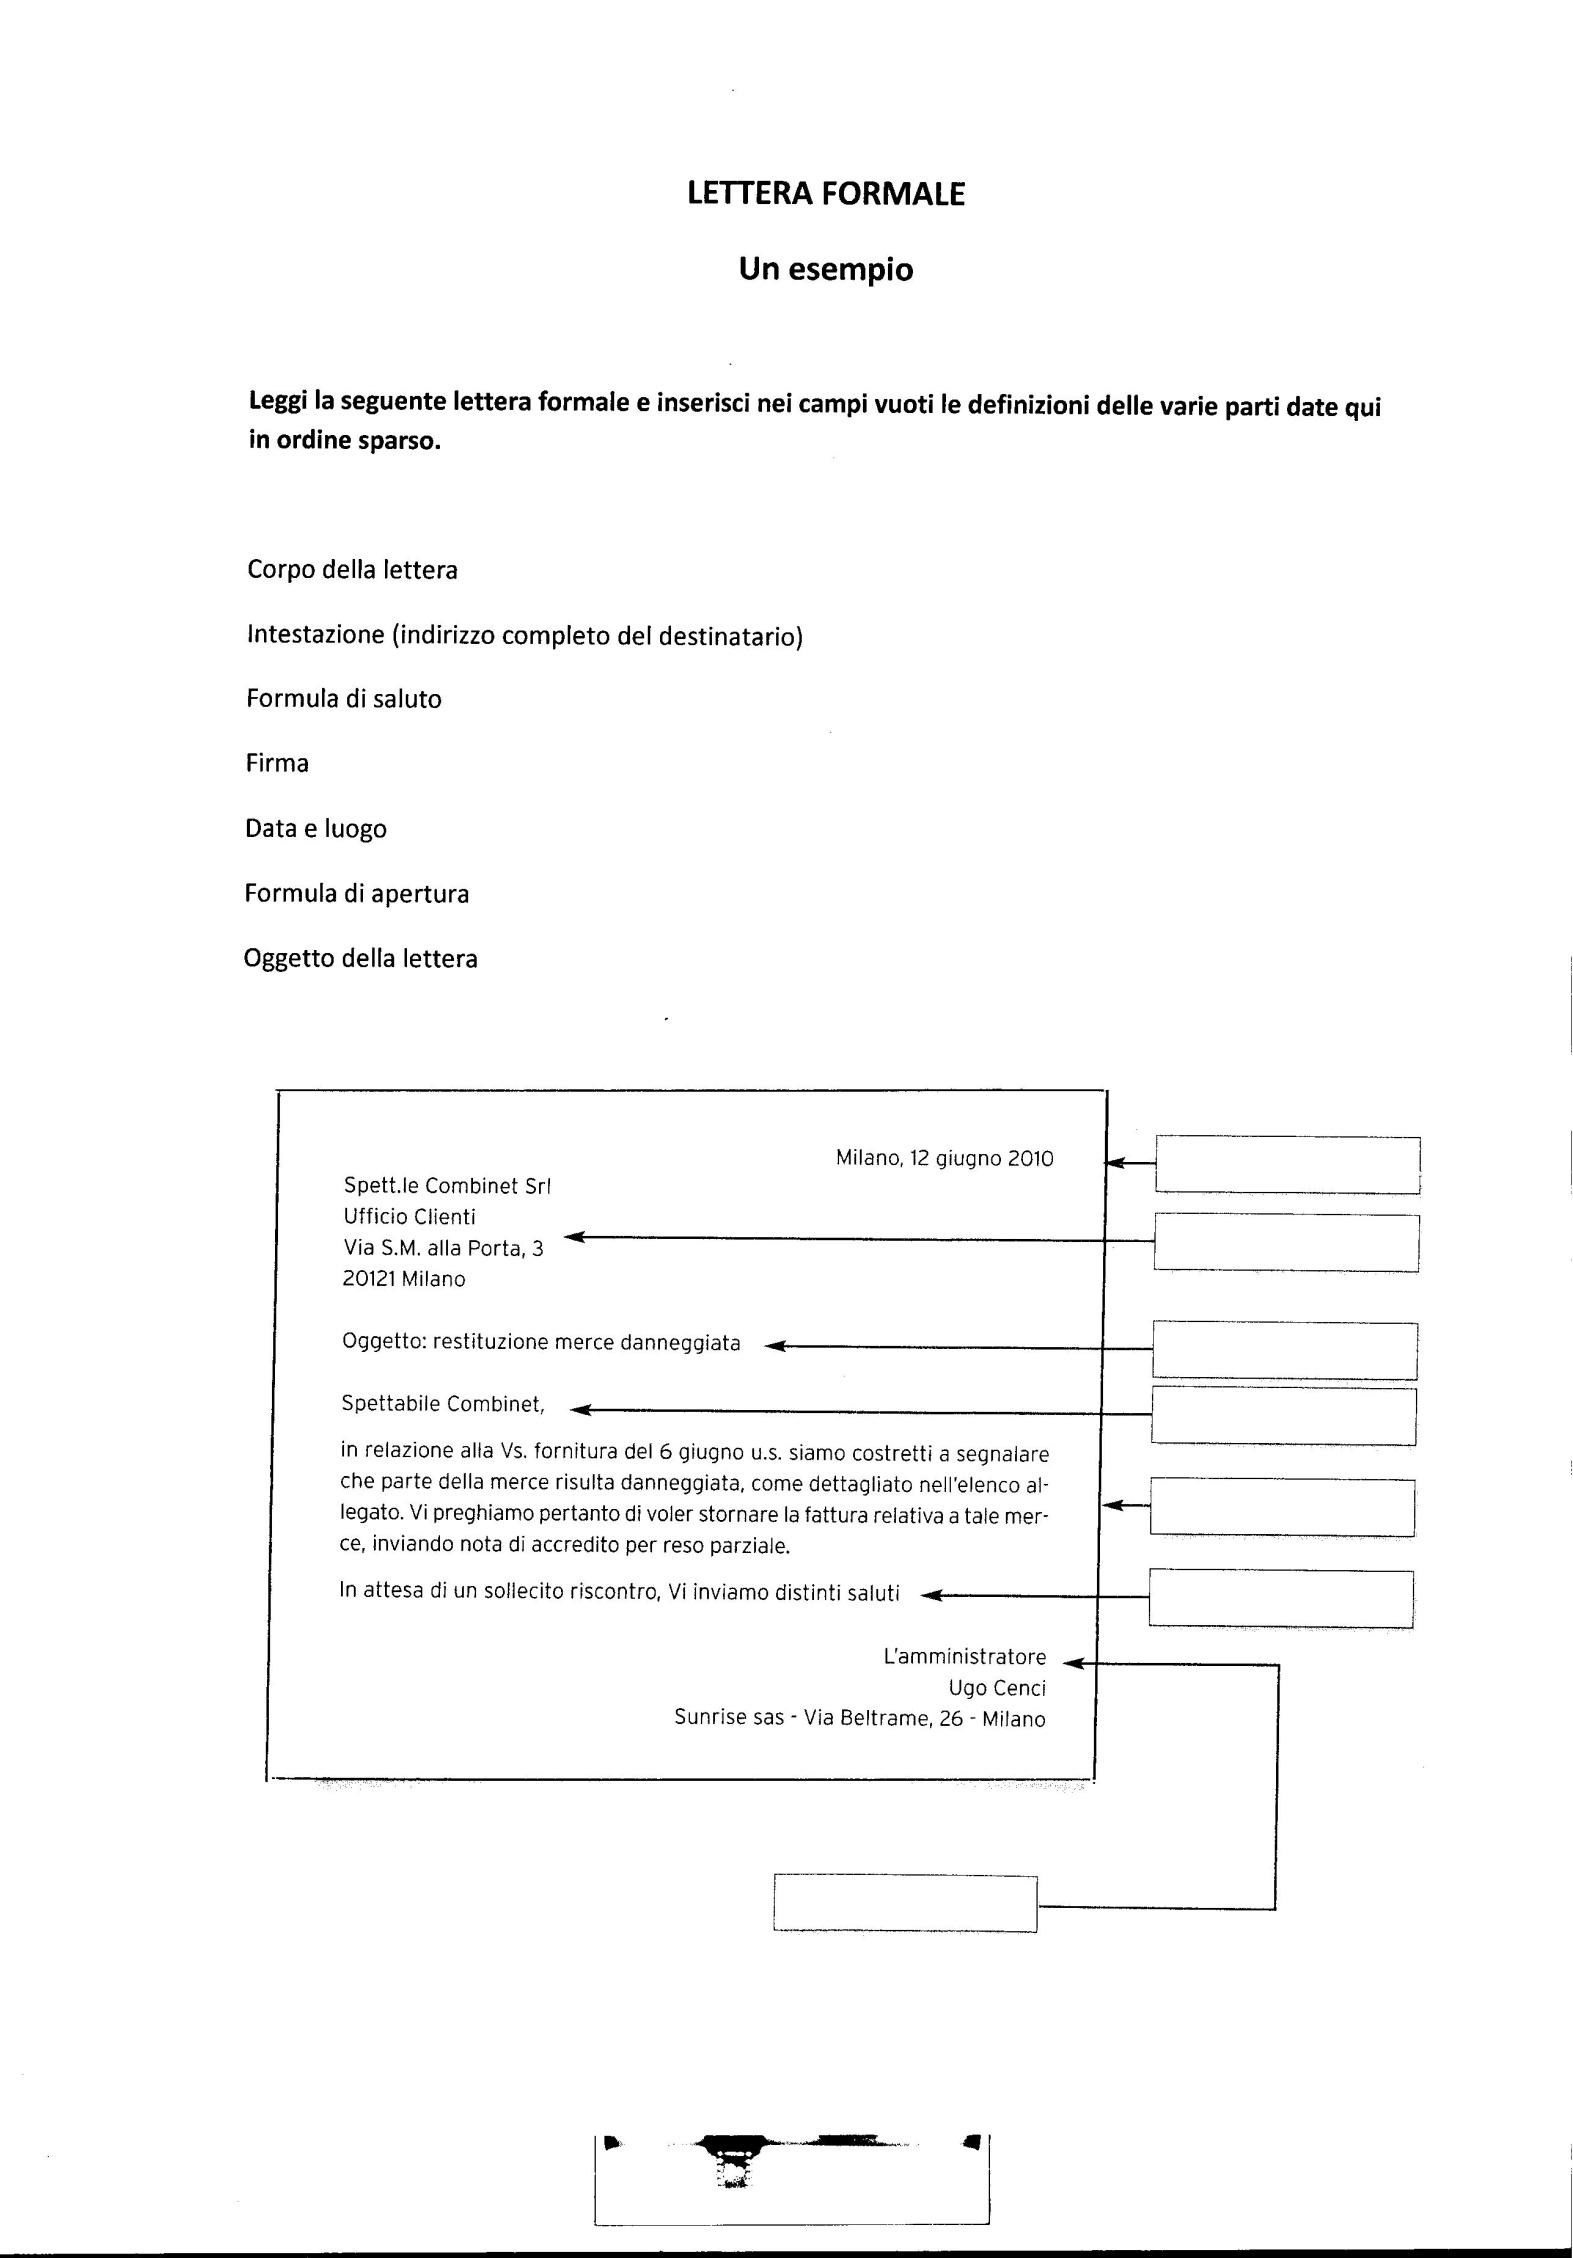 LETTERA FORMALE
Un esempio
Leggi la seguente lettera formale e inserisci nei campi vuoti le definizioni delle varie parti date qui
in ordine sparso.
Corpo della lettera
Intestazione (indirizzo completo del destinatario)
Formula di saluto
Firma
Data e luogo
Formula di apertura
Oggetto della lettera
Milano, 12 giugno 2010
Spett.le Combinet Srl
Ufficio Clienti
Via S.M. alla Porta, 3
20121 Milano
Oggetto: restituzione merce danneggiata
Spettabile Combinet,
in relazione alla Vs. fornitura del 6 giugno u.s. siamo costretti a segnalare
che parte della merce risulta danneggiata, come dettagliato nell'elenco al-
legato. Vi preghiamo pertanto di voler stornare la fattura relativa a tale mer-
ce, inviando nota di accredito per reso parziale.
In attesa di un sollecito riscontro, Vi inviamo distinti saluti
L'amministratore
Ugo Cenci
Sunrise sas - Via Beltrame, 26 - Milano